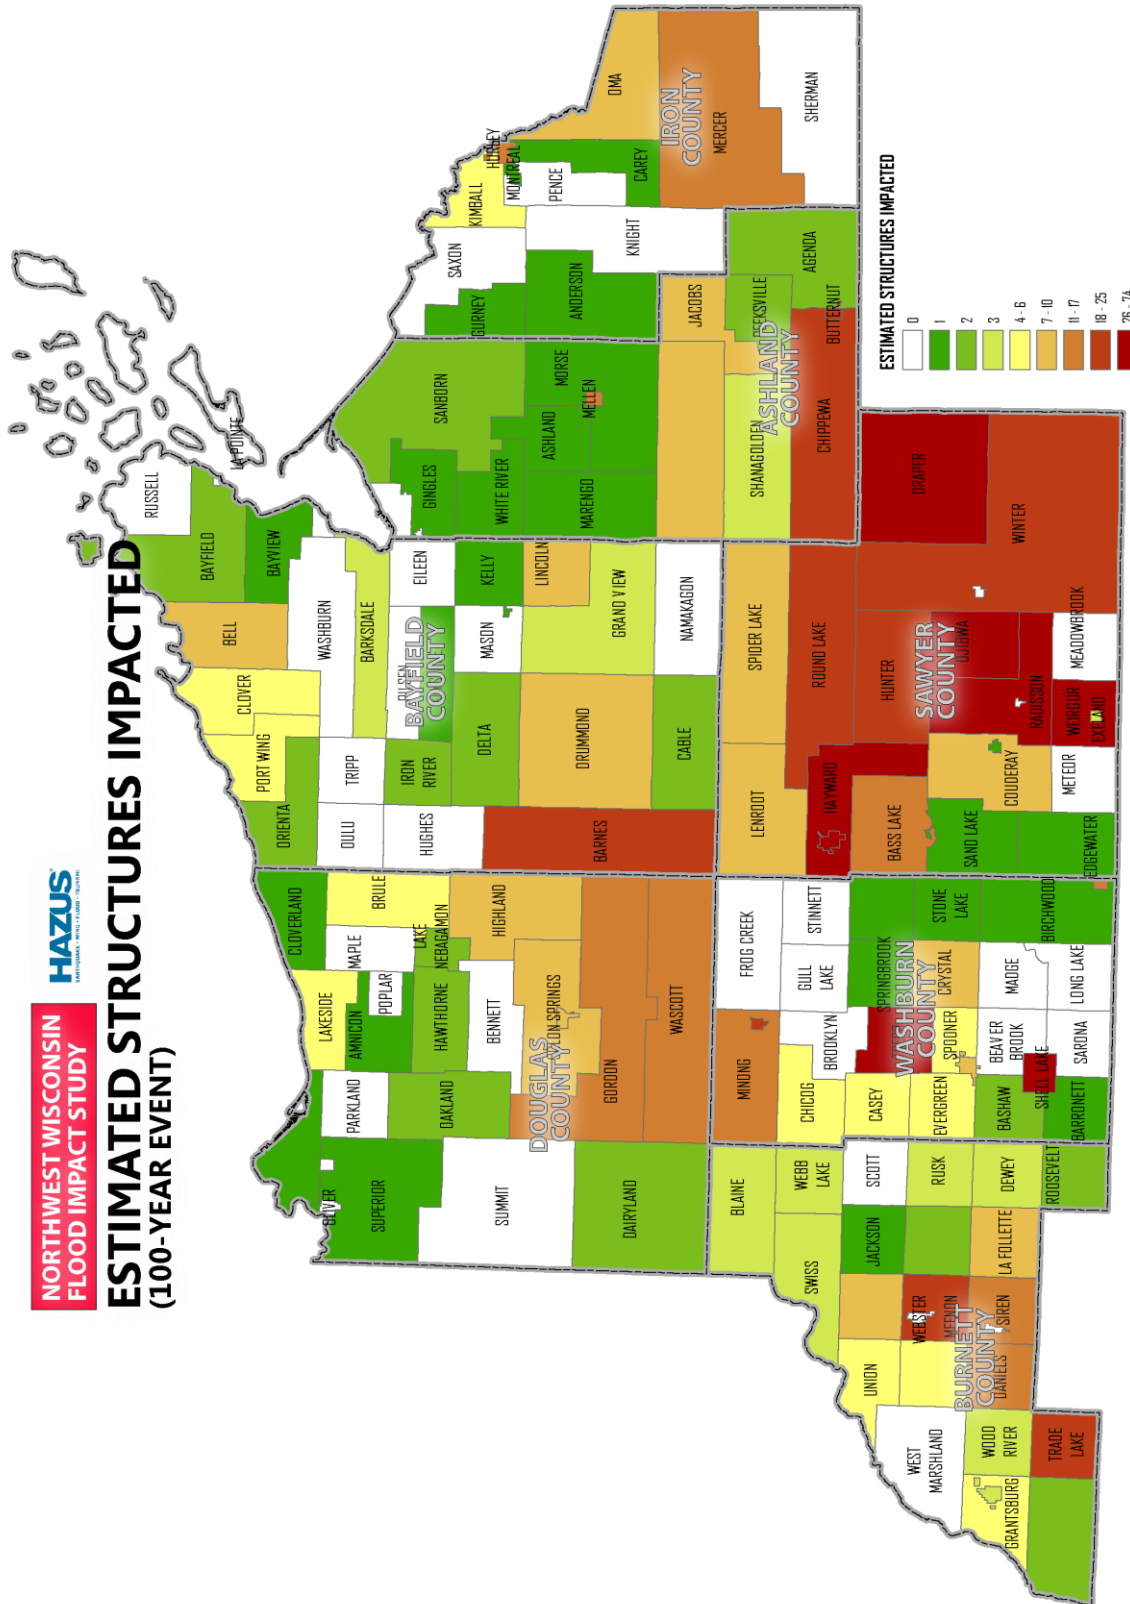 NORTHWEST WISCONSIN
FLOOD IMPACT STUDY
HAZUS
EARTHQUAKE • WIND • FLOOD • TSUNAMI
ESTIMATED STRUCTURES IMPACTED
(100-YEAR EVENT)
RUSSELL
LA POINTE
BAYFIELD
BAYVIEW
BELL
WASHBURN
CLOVER
PORT WING
ORIENTA
BARKSDALE
EILEEN
KELLY
LINCOLN
MASON
BAYFIELD
COUNTY
TRIPP
OULU
IRON
RIVER
HUGHES
DELTA
GRAND VIEW
NAMAKAGON
DRUMMOND
CABLE
BARNES
CLOVERLAND
BRULE
MAPLE
LAKE
NEBAGAMON
HIGHLAND
LAKESIDE
AMNICON
POPLAR
HAWTHORNE
BENNETT
PARKLAND
OAKLAND
DOUGLAS
COUNTY
GORDON
WASCOTT
SUPERIOR
SUMMIT
DAIRYLAND
OMA
HURLEY
MONTREAL
KIMBALL
PENCE
CAREY
IRON
COUNTY
MERCER
SHERMAN
SAXON
KNIGHT
GURNEY
ANDERSON
SANBORN
GINGLES
WHITE RIVER
ASHLAND
MORSE
MELLEN
MARENGO
JACOBS
AGENDA
BUTTERNUT
ASHLAND
COUNTY
SHANAGOLDEN
CHIPPEWA
SPIDER LAKE
ROUND LAKE
LENROOT
HAYWARD
HUNTER
BASS LAKE
SAND LAKE
EDGEWATER
SAWYER
COUNTY
OJIBWA
RADISSON
COUDERAY
METEOR
WEIRGOR
EXELAND
MEADOWBROOK
WINTER
DRAPER
FROG CREEK
STINNETT
GULL
LAKE
BROOKLYN
MINONG
CHICOG
CASEY
SPRINGBROOK
STONE
LAKE
BIRCHWOOD
WASHBURN
COUNTY
CRYSTAL
SPOONER
EVERGREEN
MADGE
BEAVER
BROOK
LONG LAKE
SARONA
SHELL LAKE
BASHAW
BARRONETT
BLAINE
WEBB
LAKE
SWISS
SCOTT
JACKSON
RUSK
DEWEY
ROOSEVELT
LA FOLLETTE
WEBSTER
MEENON
SIREN
BURNETT
COUNTY
DANIELS
UNION
WEST
MARSHLAND
WOOD
RIVER
GRANTSBURG
TRADE
LAKE
ESTIMATED STRUCTURES IMPACTED
0
1
2
3
4 - 6
7 - 10
11 - 17
18 - 25
26 - 74